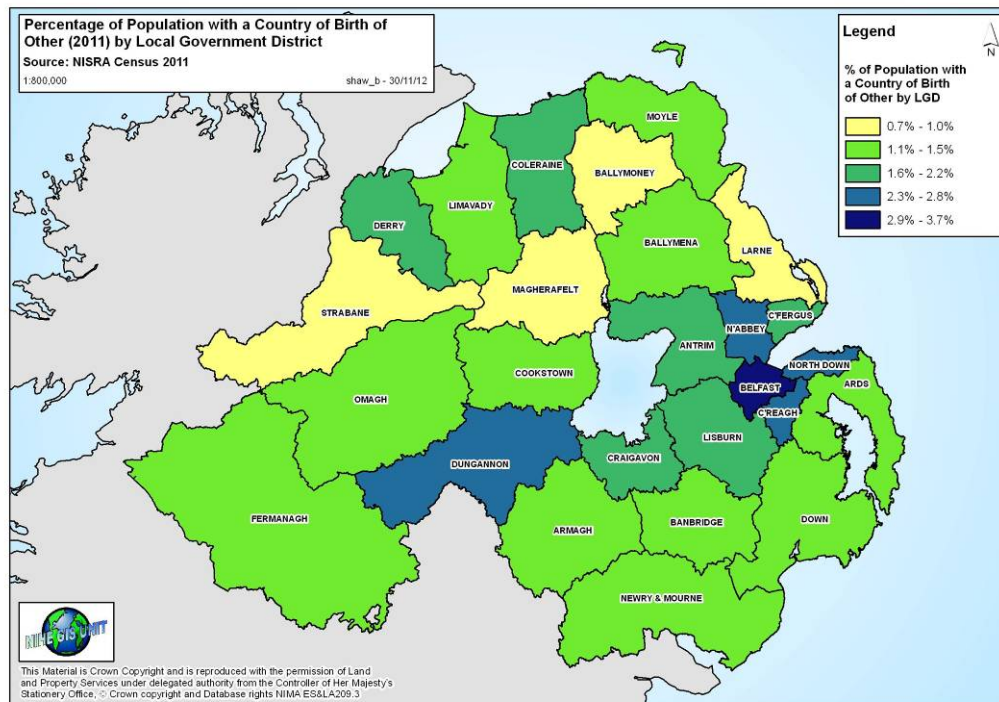 Percentage of Population with a Country of Birth of
Other (2011) by Local Government District
Source: NISRA Census 2011
1:800,000
shaw_b - 30/11/12
Legend
N
% of Population with
a Country of Birth
of Other by LGD
0.7% - 1.0%
1.1% - 1.5%
1.6% - 2.2%
2.3% - 2.8%
2.9% - 3.7%
MOYLE
COLERAINE
BALLYMONEY
LIMAVADY
DERRY
BALLYMENA
LARNE
MAGHERAFELT
STRABANE
C'FERGUS
N'ABBEY
ANTRIM
NORTH DOWN
COOKSTOWN
ARDS
BELFAST
OMAGH
C'REAGH
LISBURN
CRAIGAVON
DUNGANNON
FERMANAGH
ARMAGH
BANBRIDGE
DOWN
NEWRY & MOURNE
NIHE GIS UNIT
This Material is Crown Copyright and is reproduced with the permission of Land
and Property Services under delegated authority from the Controller of Her Majesty's
Stationery Office, © Crown copyright and Database rights NIMA ES&LA209.3